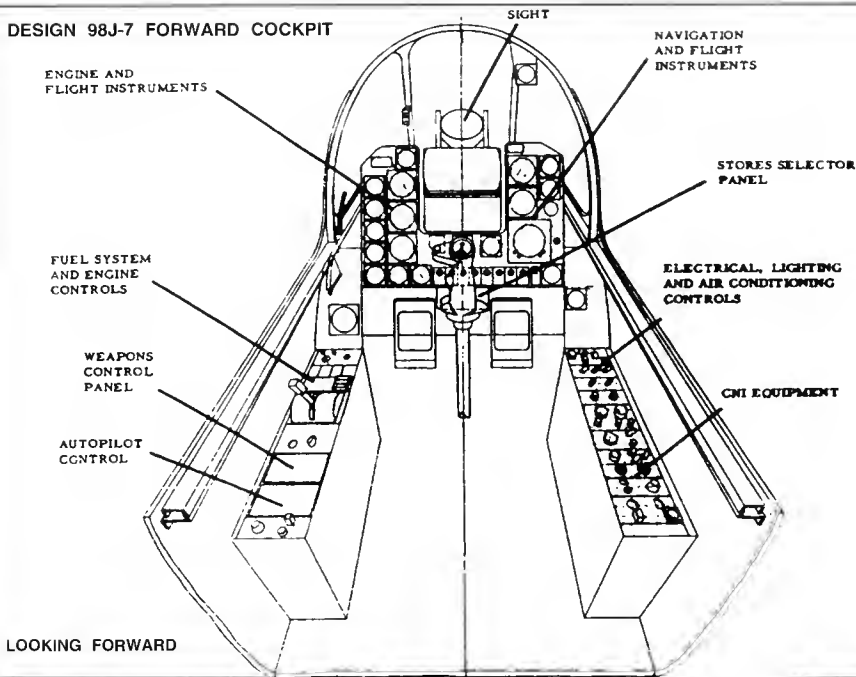 DESIGN 98J-7 FORWARD COCKPIT
SIGHT
NAVIGATION
AND FLIGHT
INSTRUMENTS
ENGINE AND
FLIGHT INSTRUMENTS
STORES SELECTOR
PANEL
FUEL SYSTEM
AND ENGINE
CONTROLS
ELECTRICAL, LIGHTING
AND AIR CONDITIONING
CONTROLS
WEAPONS
CONTROL
PANEL
CNI EQUIPMENT
AUTOPILOT
CONTROL
LOOKING FORWARD